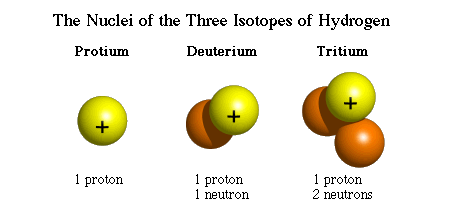 The Nuclei of the Three Isotopes of Hydrogen
Protium Deuterium Tritium
+ + +
1 proton 1 proton 1 proton
1 neutron 2 neutrons